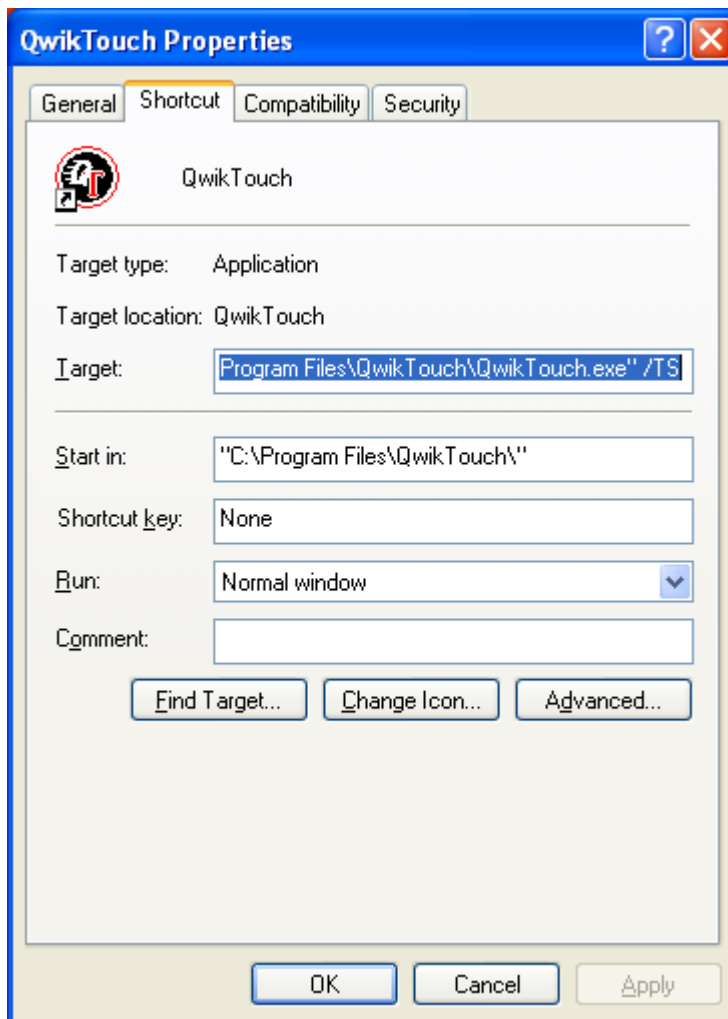 QwikTouch Properties
General Shortcut Compatibility Security
QwikTouch
Target type: Application
Target location: QwikTouch
Target: Program Files\QwikTouch\QwikTouch.exe" /TS
Start in: "C:\Program Files\QwikTouch\"
Shortcut key: None
Run: Normal window
Comment:
Find Target... Change Icon... Advanced...
OK Cancel Apply